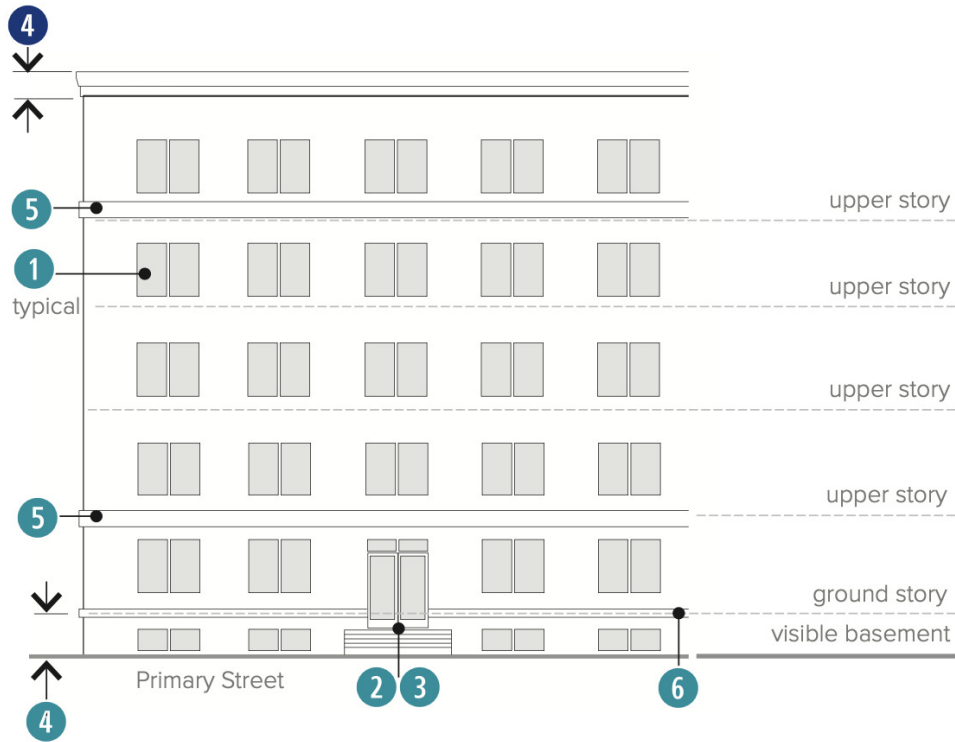 4
upper story
5
1
upper story
typical
upper story
upper story
5
ground story
visible basement
Primary Street
2 3
6
4